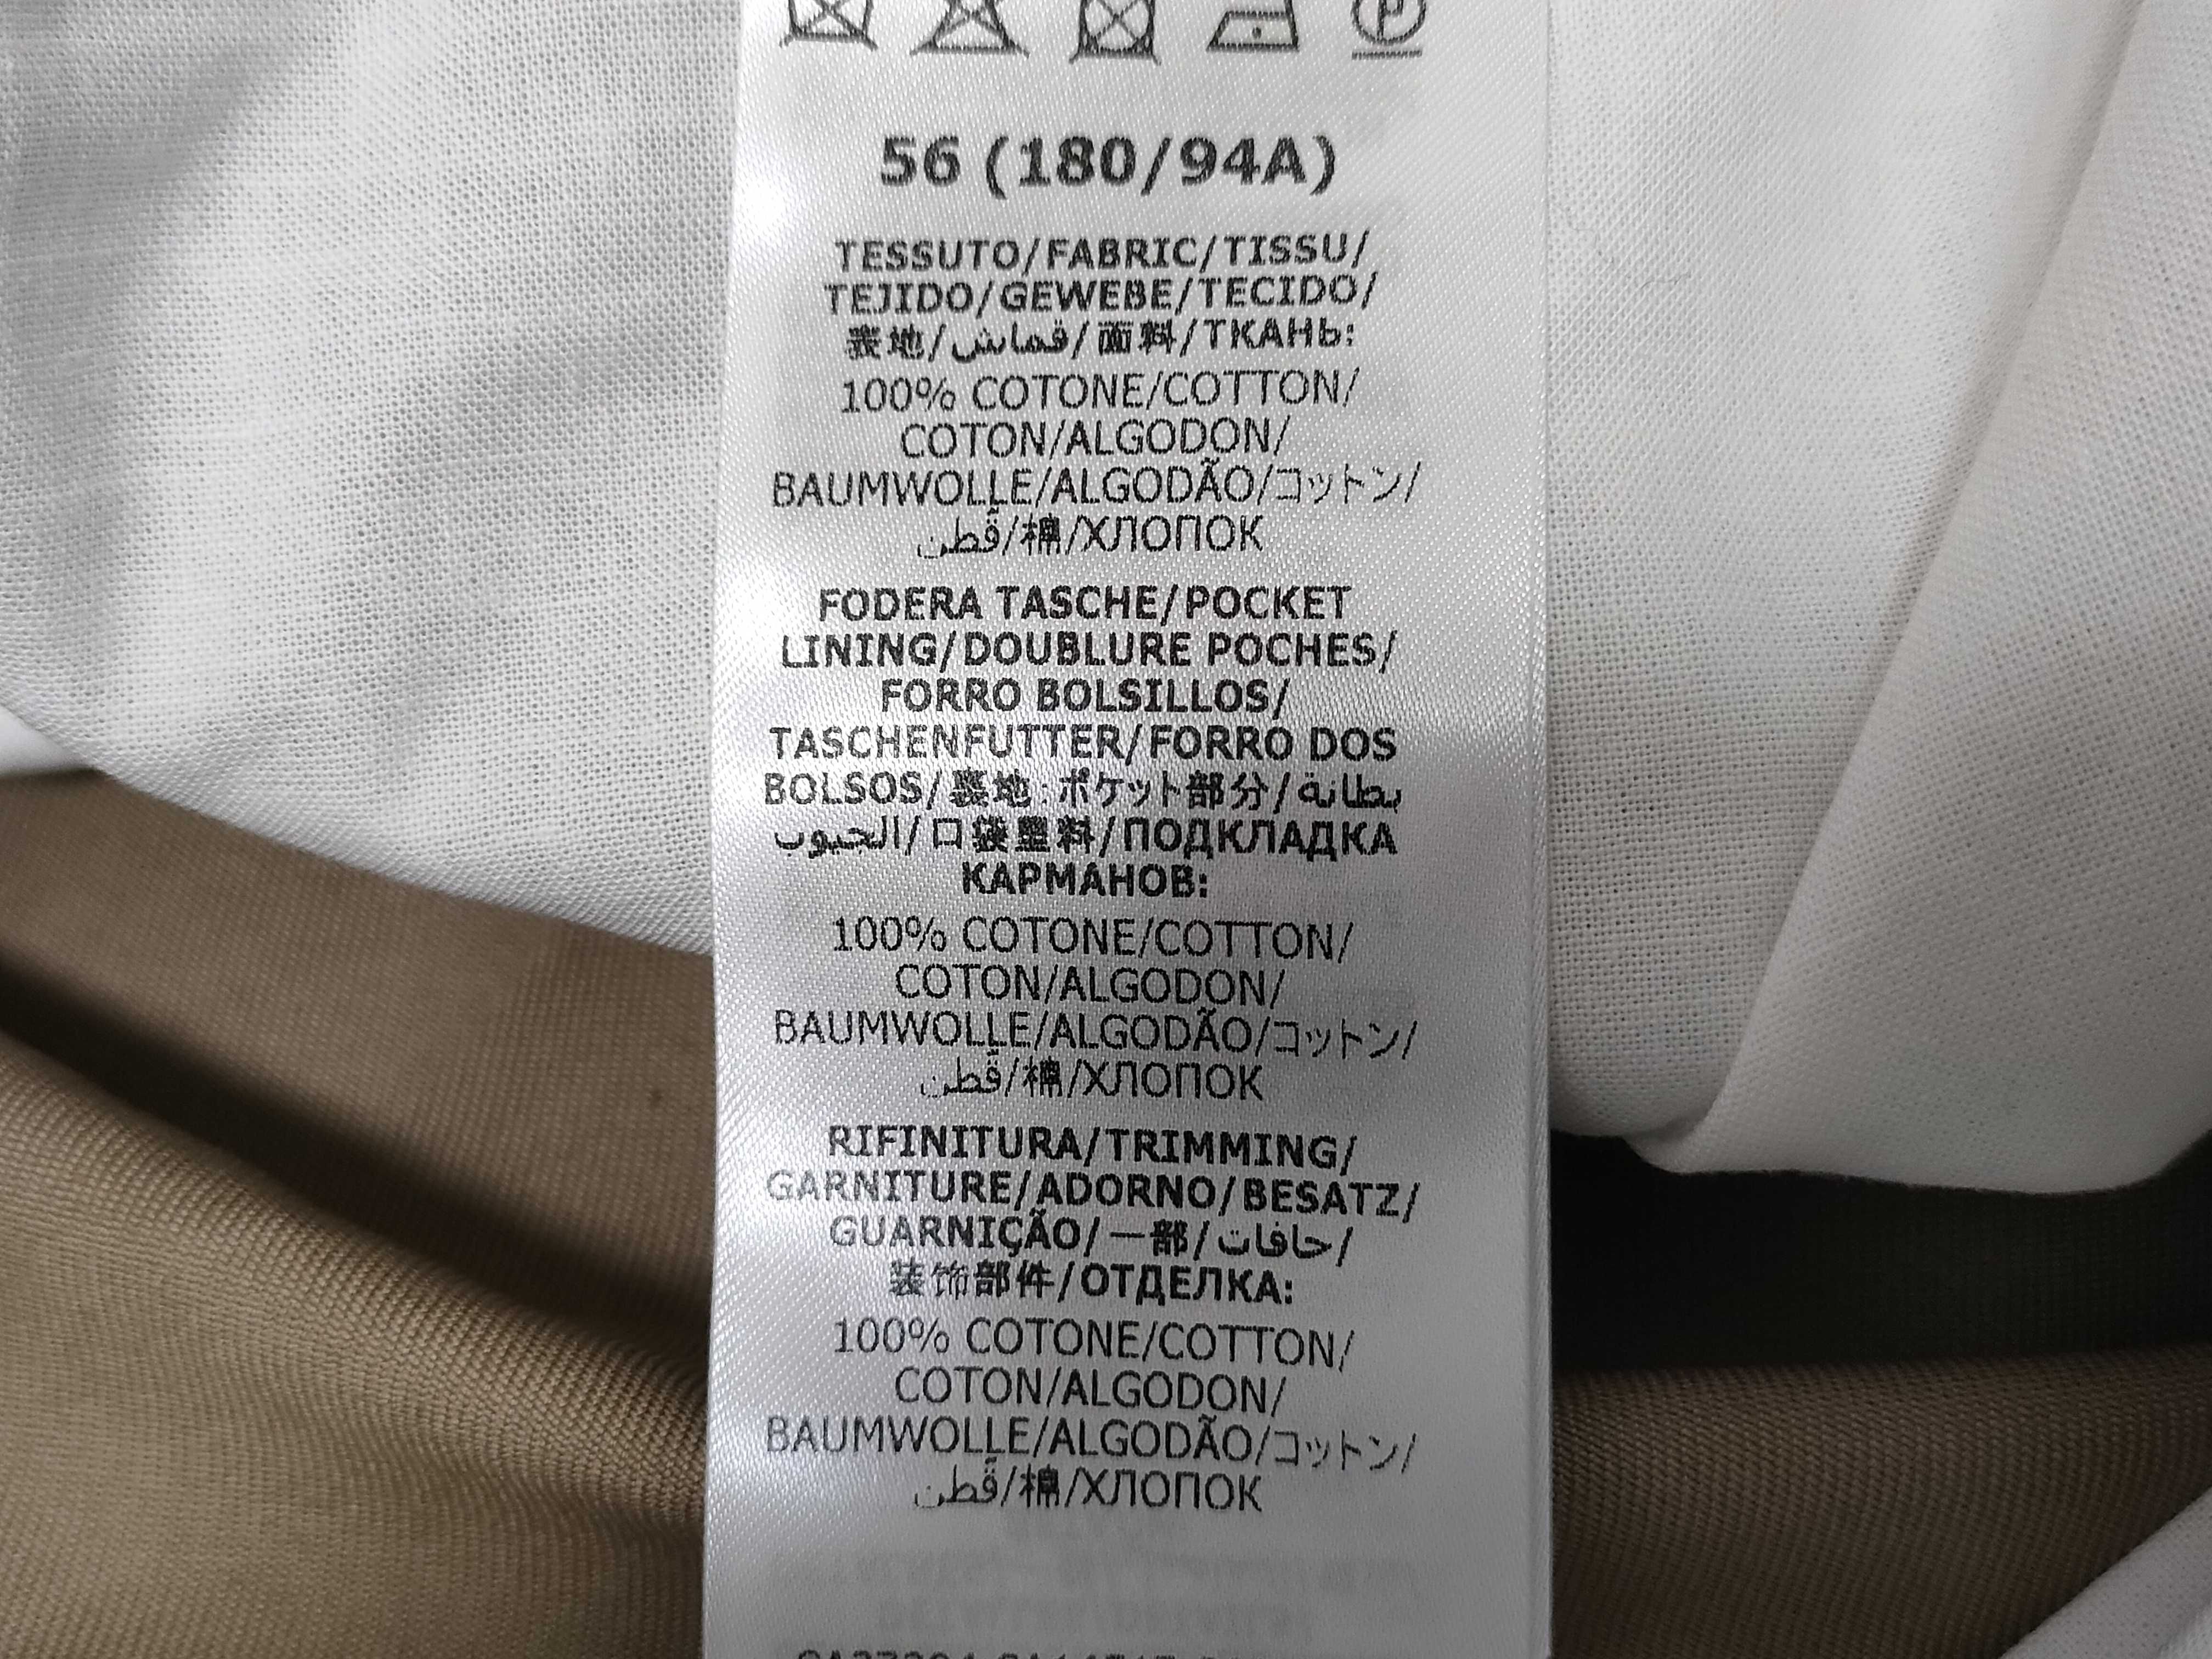 56 (180/94A)
TESSUTO/FABRIC/TISSU/
TEJIDO/GEWEBE/TECIDO/
表地/قماش/面料/ТКАНЬ:
100% COTONE/COTTON/
COTON/ALGODON/
BAUMWOLLE/ALGODÃO/コットン/
قطن/棉/ХЛОПОК
FODERA TASCHE/POCKET
LINING/DOUBLURE POCHES/
FORRO BOLSILLOS/
TASCHENFUTTER/FORRO DOS
BOLSOS/裏地:ポケット部分/بطانة
الجيوب/口袋里料/ПОДКЛАДКА
КАРМАНОВ:
100% COTONE/COTTON/
COTON/ALGODON/
BAUMWOLLE/ALGODÃO/コットン/
قطن/棉/ХЛОПОК
RIFINITURA/TRIMMING/
GARNITURE/ADORNO/BESATZ/
GUARNIÇÃO/一部/حافات/
装饰部件/ОТДЕЛКА:
100% COTONE/COTTON/
COTON/ALGODON/
BAUMWOLLE/ALGODÃO/コットン/
قطن/棉/ХЛОПОК